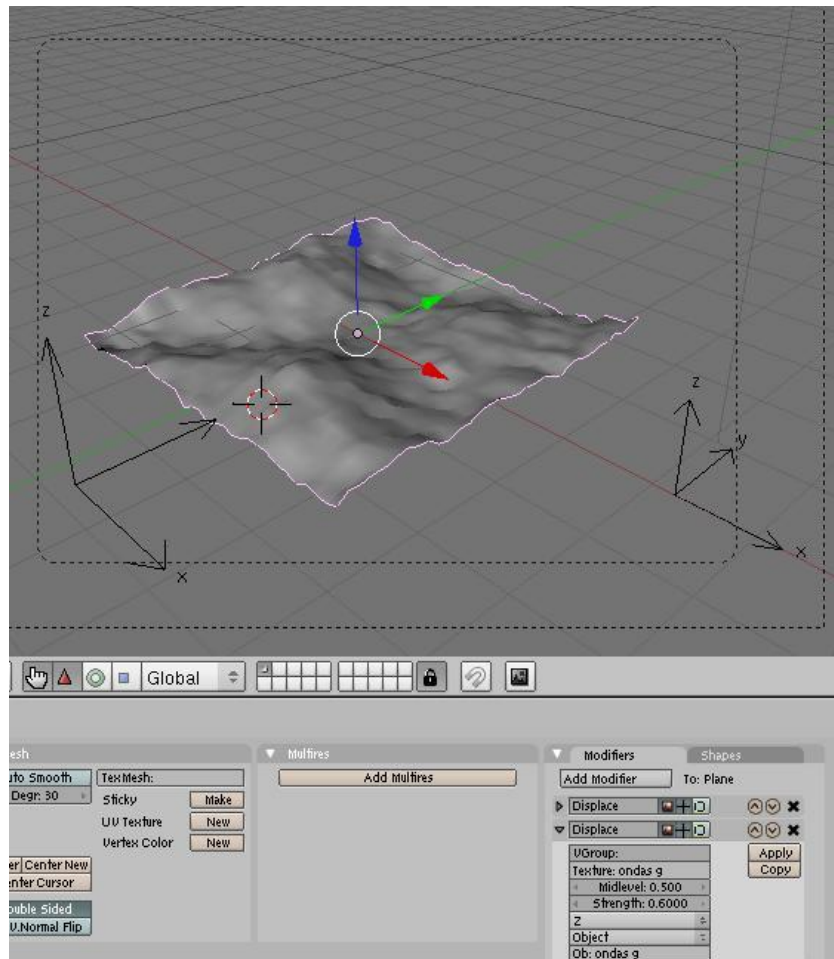 z
x
z
y
x
Global
esh
Multires
Modifiers
Shapes
uto Smooth
Degr: 30
TexMesh:
Sticky
Make
UV Texture
New
Vertex Color
New
er
Center New
enter Cursor
ouble Sided
V.Normal Flip
Add Multires
Add Modifier
To: Plane
Displace
Displace
VGroup:
Texture: ondas g
Midlevel: 0.500
Strength: 0.6000
Z
Object
Ob: ondas g
Apply
Copy